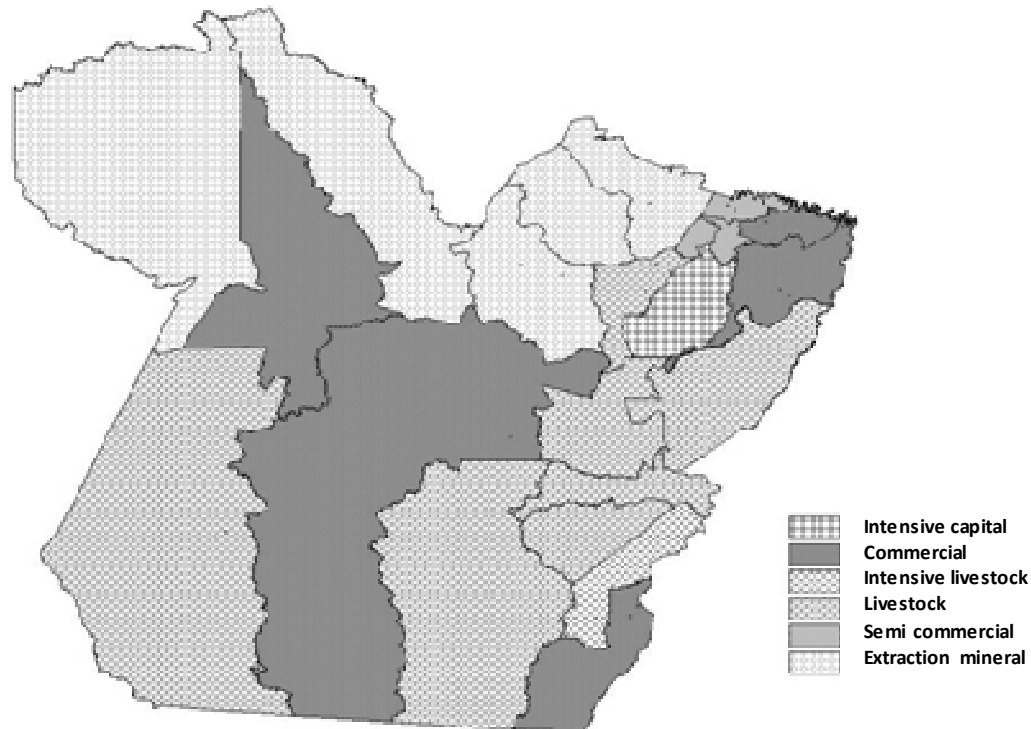 Intensive capital
Commercial
Intensive livestock
Livestock
Semi commercial
Extraction mineral